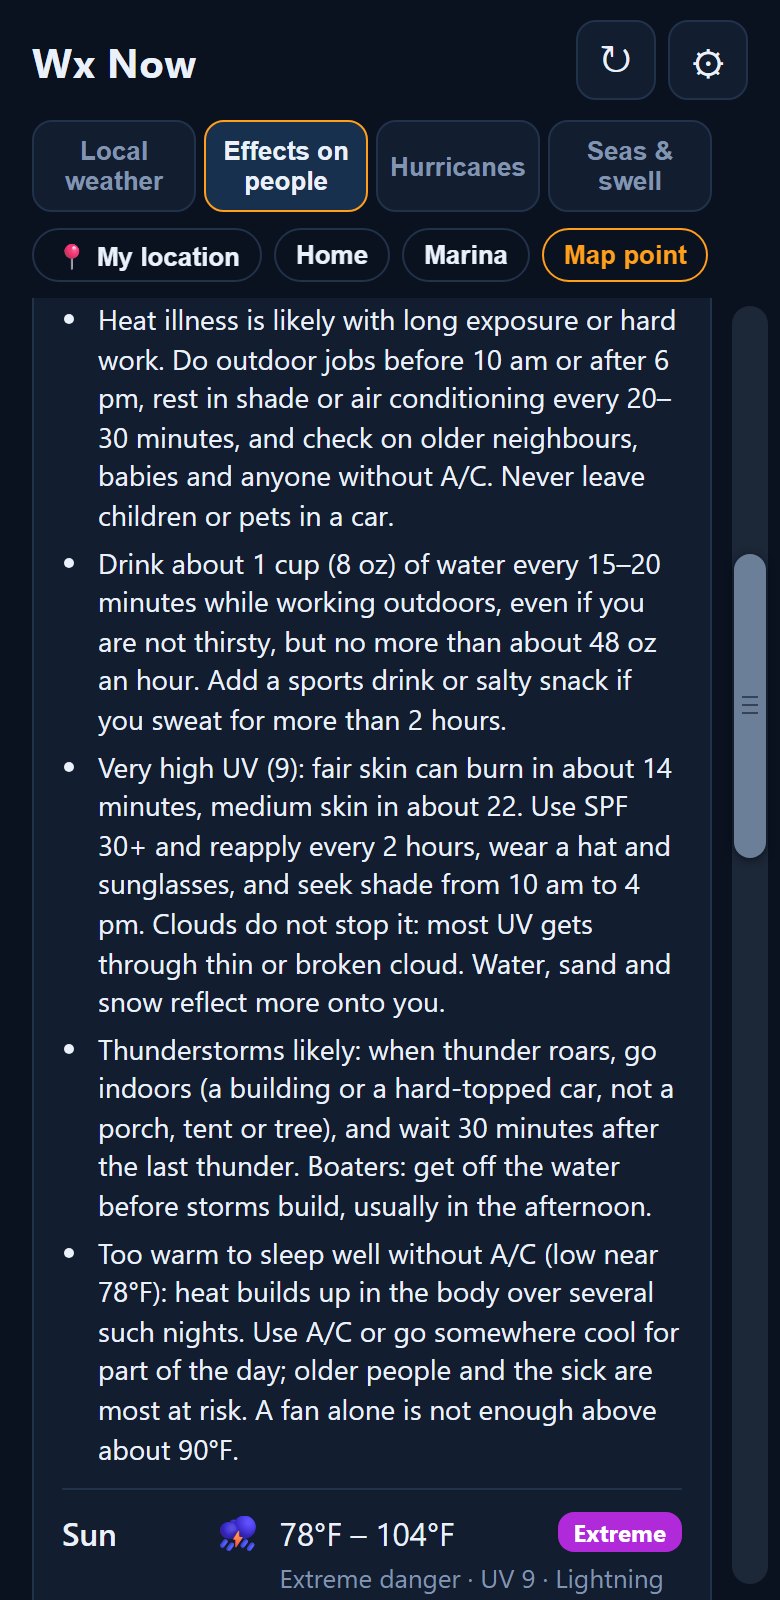 Wx Now
Local
weather
Effects on
people
Hurricanes
Seas &
swell
My location
Home
Marina
Map point
• Heat illness is likely with long exposure or hard
work. Do outdoor jobs before 10 am or after 6
pm, rest in shade or air conditioning every 20–
30 minutes, and check on older neighbours,
babies and anyone without A/C. Never leave
children or pets in a car.
• Drink about 1 cup (8 oz) of water every 15–20
minutes while working outdoors, even if you
are not thirsty, but no more than about 48 oz
an hour. Add a sports drink or salty snack if
you sweat for more than 2 hours.
• Very high UV (9): fair skin can burn in about 14
minutes, medium skin in about 22. Use SPF
30+ and reapply every 2 hours, wear a hat and
sunglasses, and seek shade from 10 am to 4
pm. Clouds do not stop it: most UV gets
through thin or broken cloud. Water, sand and
snow reflect more onto you.
• Thunderstorms likely: when thunder roars, go
indoors (a building or a hard-topped car, not a
porch, tent or tree), and wait 30 minutes after
the last thunder. Boaters: get off the water
before storms build, usually in the afternoon.
• Too warm to sleep well without A/C (low near
78°F): heat builds up in the body over several
such nights. Use A/C or go somewhere cool for
part of the day; older people and the sick are
most at risk. A fan alone is not enough above
about 90°F.
Sun 78°F – 104°F Extreme
Extreme danger · UV 9 · Lightning